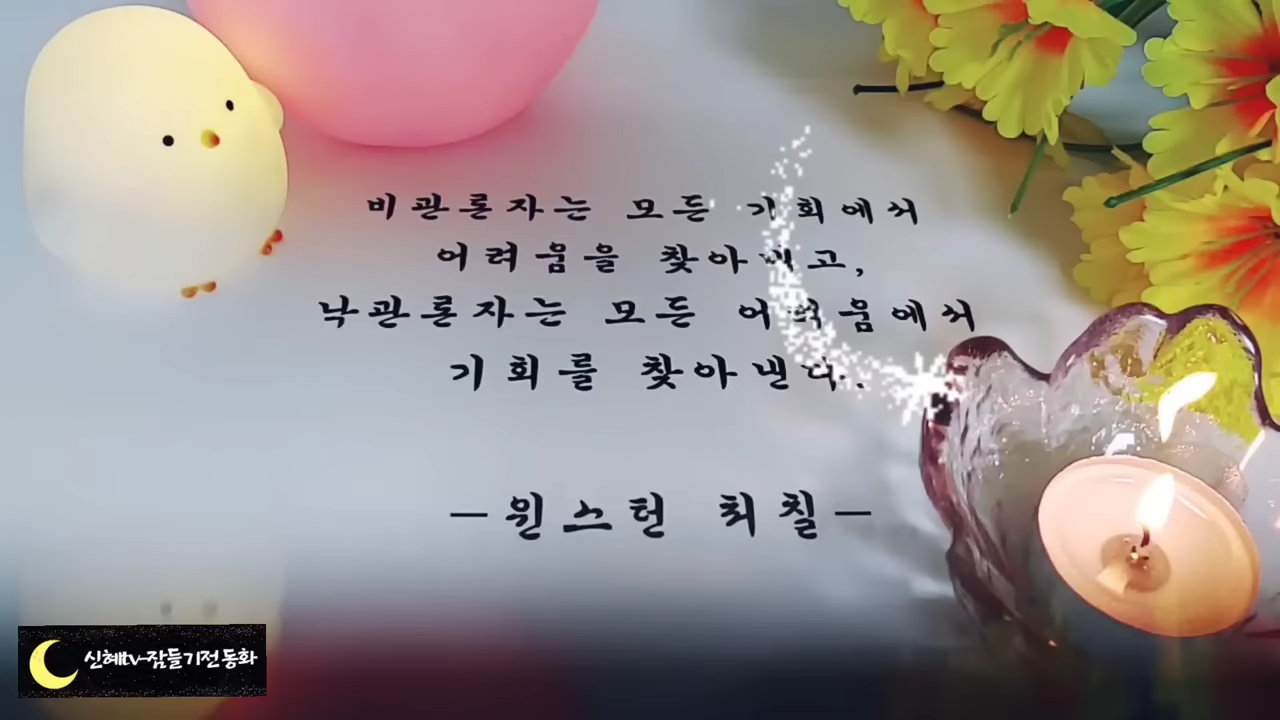 비관론자는 모든 기회에서
어려움을 찾아내고,
낙관론자는 모든 어려움에서
기회를 찾아낸다.
-윈스턴 처칠-
신혜tv-잠들기전동화